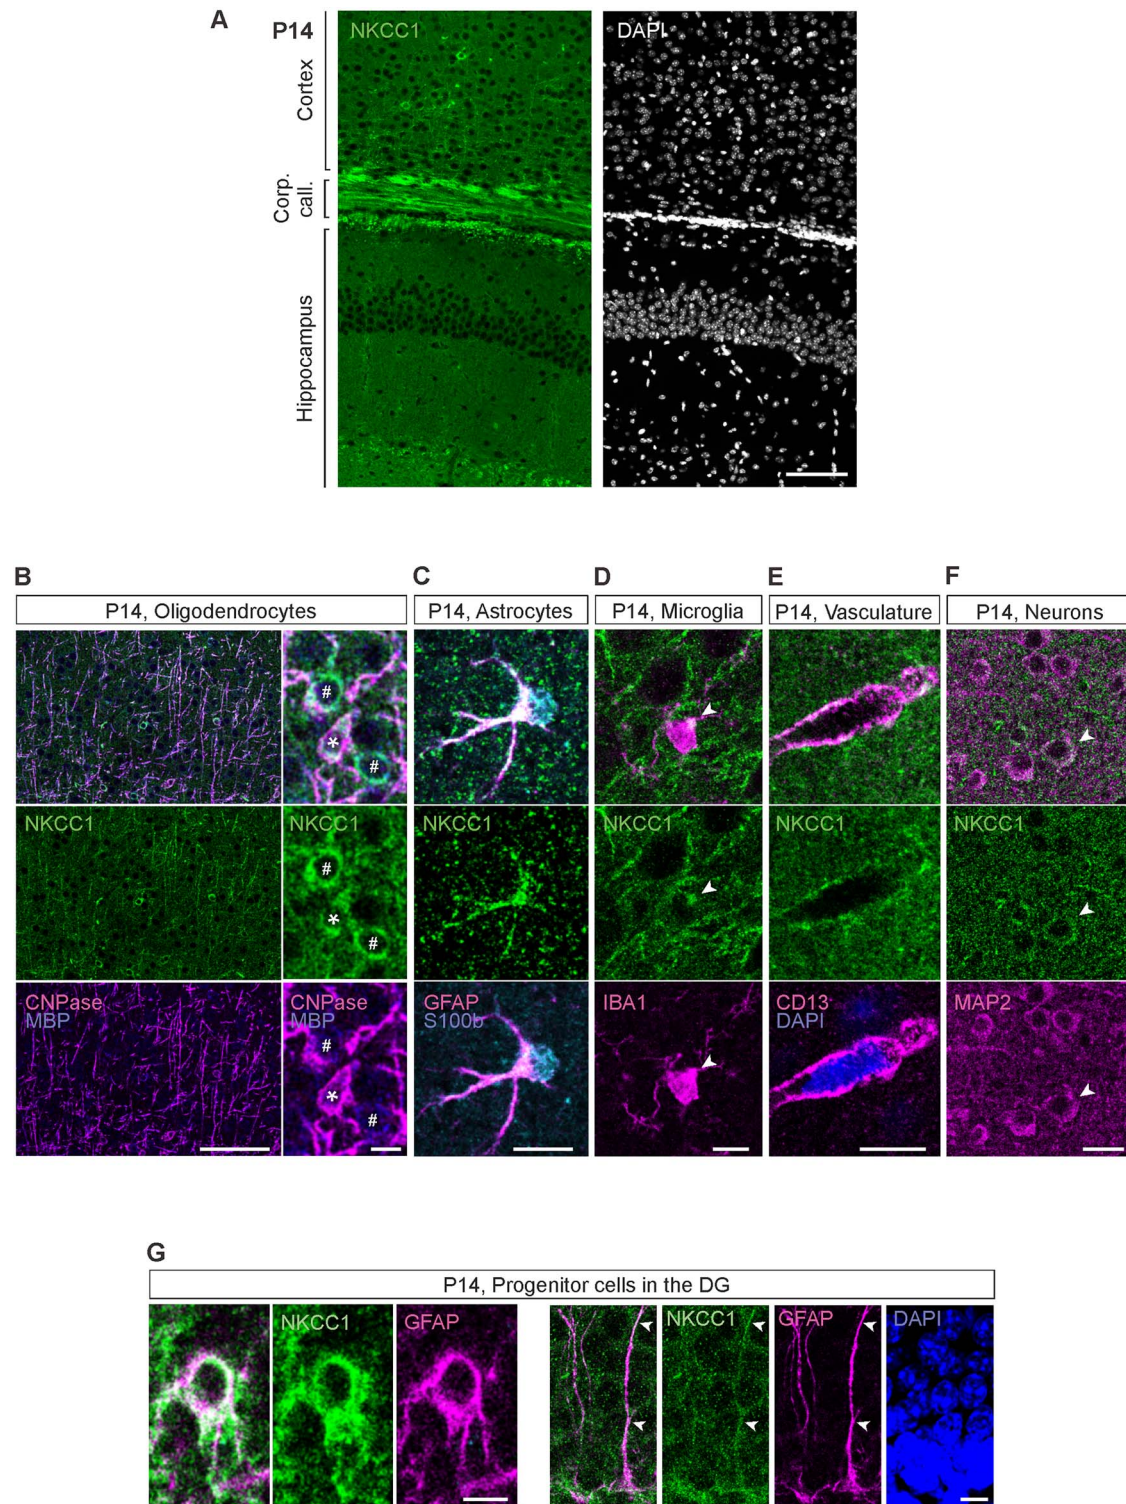 A
P14
NKCC1
DAPI
Cortex
Corp.
call.
Hippocampus
B
P14, Oligodendrocytes
#
*
#
NKCC1
NKCC1
#
*
#
CNPase
MBP
CNPase
MBP
#
*
#
C
P14, Astrocytes
NKCC1
GFAP
S100b
D
P14, Microglia
NKCC1
IBA1
E
P14, Vasculature
NKCC1
CD13
DAPI
F
P14, Neurons
NKCC1
MAP2
G
P14, Progenitor cells in the DG
NKCC1
GFAP
NKCC1
GFAP
DAPI